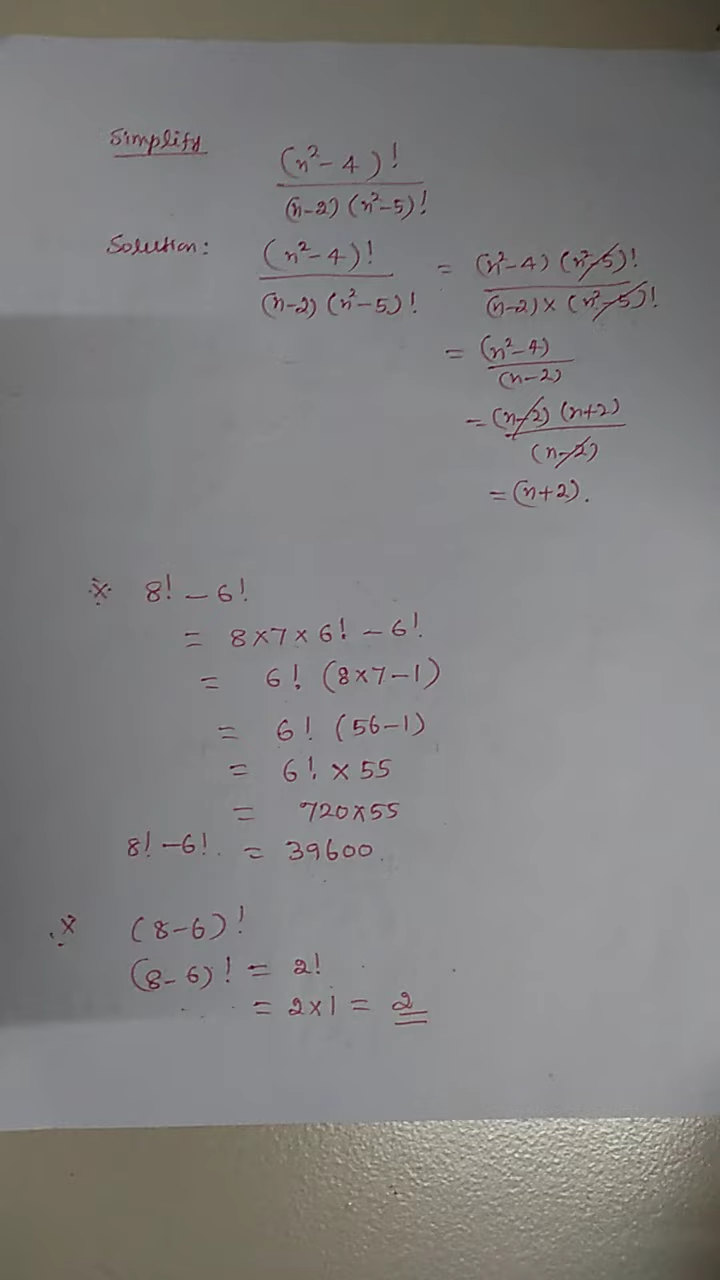 Simplify
(n²-4)!
(n-2) (n²-5)!
Solution: (n²-4)! / (n-2) (n²-5)! = (n²-4) (n²-5)! / (n-2) × (n²-5)!
= (n²-4) / (n-2)
= (n-2) (n+2) / (n-2)
= (n+2).
※ 8! - 6!
= 8×7×6! - 6!
= 6! (8×7-1)
= 6! (56-1)
= 6! × 55
= 720×55
8! -6! = 39600
※ (8-6)!
(8-6)! = 2!
= 2×1 = 2